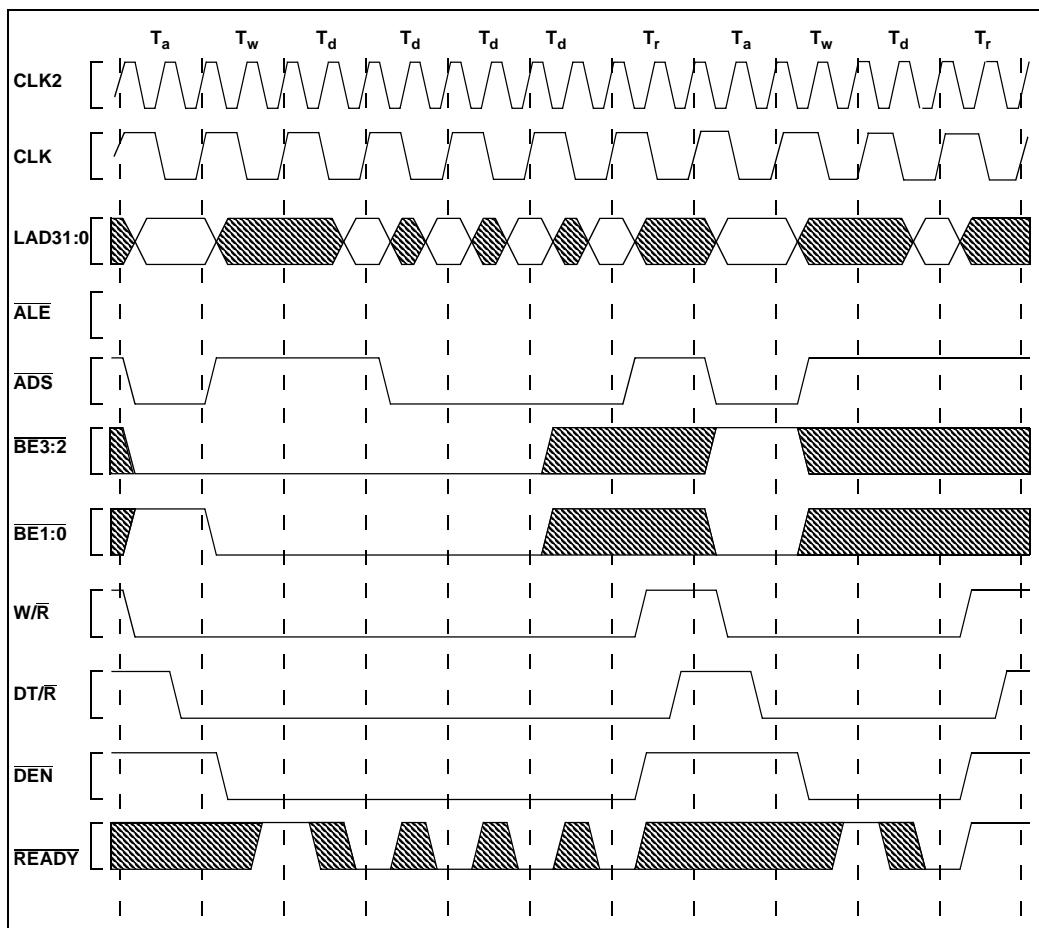 Ta Tw Td Td Td Td Tr Ta Tw Td Tr
CLK2
CLK
LAD31:0
ALE
ADS
BE3:2
BE1:0
W/R
DT/R
DEN
READY